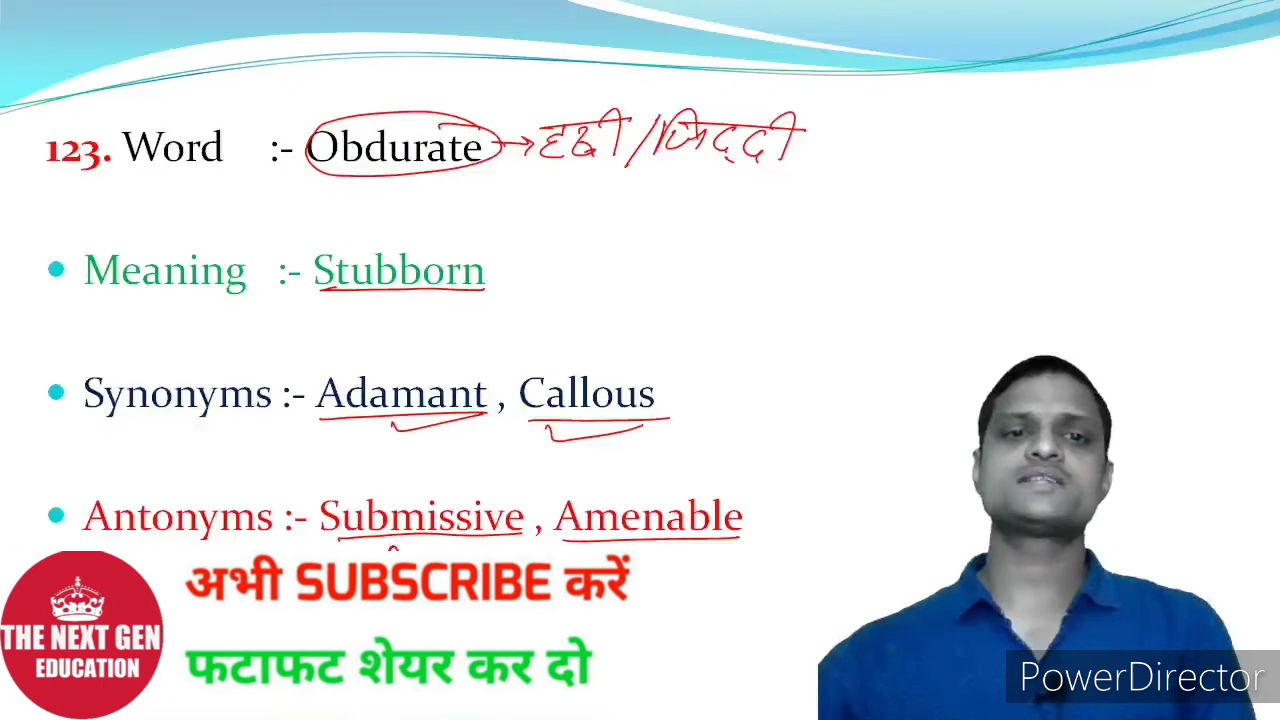 123. Word :- Obdurate → हठी/जिद्दी
• Meaning :- Stubborn
• Synonyms :- Adamant , Callous
• Antonyms :- Submissive , Amenable
THE NEXT GEN
EDUCATION
अभी SUBSCRIBE करें
फटाफट शेयर कर दो
PowerDirector